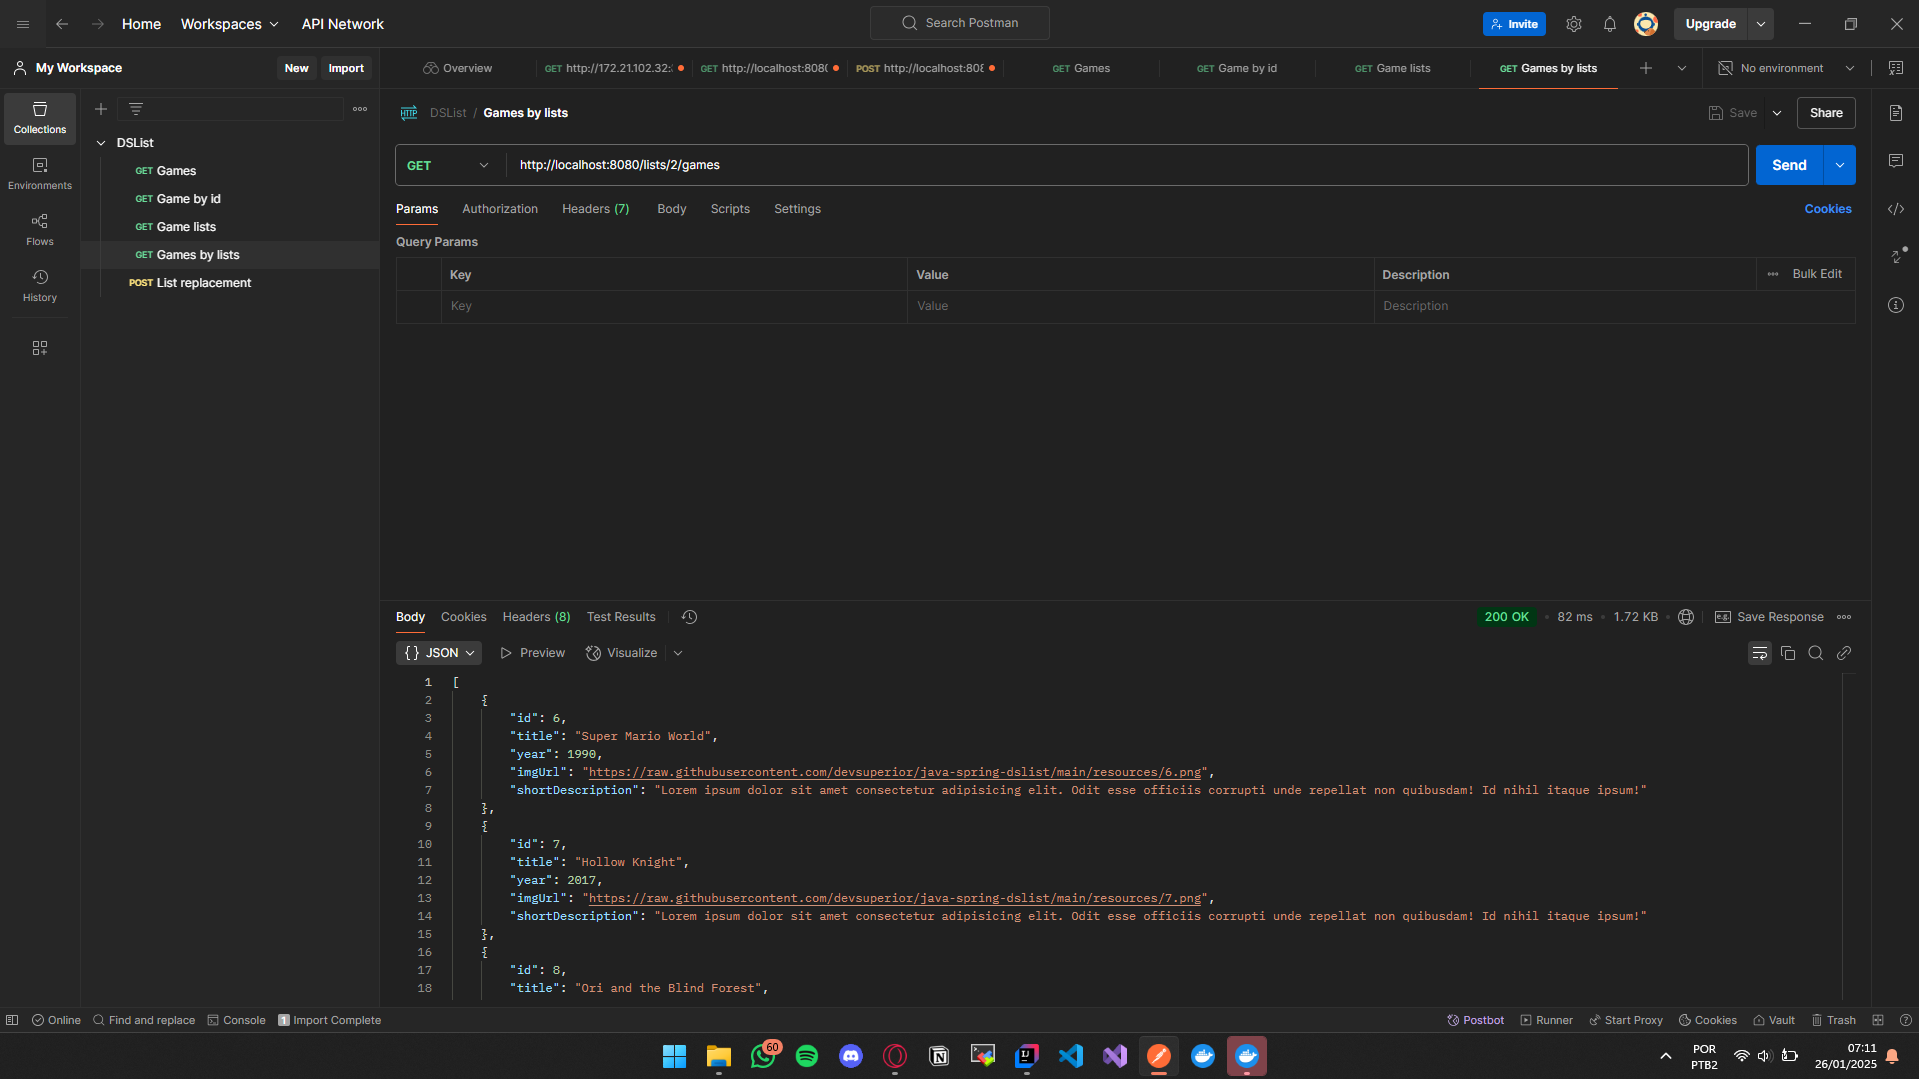 Home Workspaces API Network Search Postman Invite Upgrade
My Workspace New Import Overview GET http://172.21.102.32: GET http://localhost:8080 POST http://localhost:808 GET Games GET Game by id GET Game lists GET Games by lists No environment
Collections
Environments
Flows
History
DSList
GET Games
GET Game by id
GET Game lists
GET Games by lists
POST List replacement
HTTP DSList / Games by lists Save Share
GET http://localhost:8080/lists/2/games Send
Params Authorization Headers (7) Body Scripts Settings Cookies
Query Params
Key Value Description Bulk Edit
Key Value Description
Body Cookies Headers (8) Test Results 200 OK • 82 ms • 1.72 KB • e.g. Save Response
{} JSON Preview Visualize
1 [
2 {
3 "id": 6,
4 "title": "Super Mario World",
5 "year": 1990,
6 "imgUrl": "https://raw.githubusercontent.com/devsuperior/java-spring-dslist/main/resources/6.png",
7 "shortDescription": "Lorem ipsum dolor sit amet consectetur adipisicing elit. Odit esse officiis corrupti unde repellat non quibusdam! Id nihil itaque ipsum!"
8 },
9 {
10 "id": 7,
11 "title": "Hollow Knight",
12 "year": 2017,
13 "imgUrl": "https://raw.githubusercontent.com/devsuperior/java-spring-dslist/main/resources/7.png",
14 "shortDescription": "Lorem ipsum dolor sit amet consectetur adipisicing elit. Odit esse officiis corrupti unde repellat non quibusdam! Id nihil itaque ipsum!"
15 },
16 {
17 "id": 8,
18 "title": "Ori and the Blind Forest",
Online Find and replace Console 1 Import Complete Postbot Runner Start Proxy Cookies Vault Trash
60 IJ POR 07:11
PTB2 26/01/2025